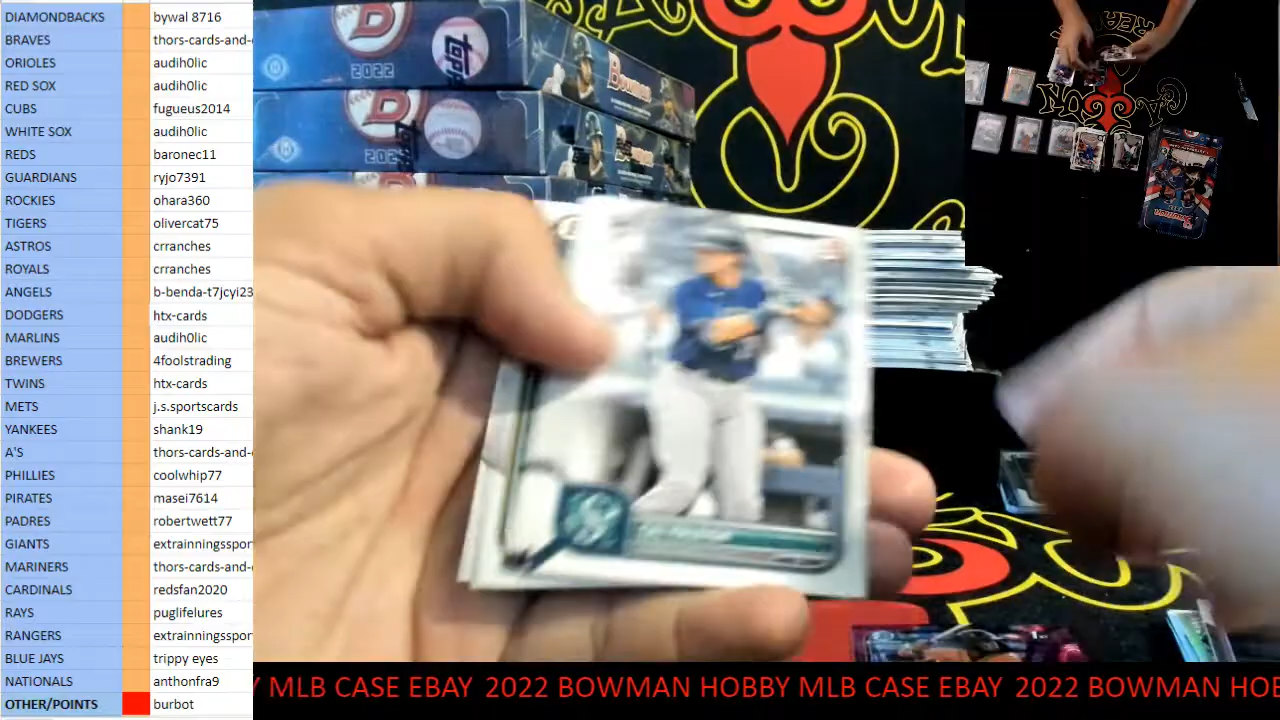 DIAMONDBACKS bywal 8716
BRAVES thors-cards-and-
ORIOLES audih0lic
RED SOX audih0lic
CUBS fugueus2014
WHITE SOX audih0lic
REDS baronec11
GUARDIANS ryjo7391
ROCKIES ohara360
TIGERS olivercat75
ASTROS crranches
ROYALS crranches
ANGELS b-benda-t7jcyi23
DODGERS htx-cards
MARLINS audih0lic
BREWERS 4foolstrading
TWINS htx-cards
METS j.s.sportscards
YANKEES shank19
A'S thors-cards-and-
PHILLIES coolwhip77
PIRATES masei7614
PADRES robertwett77
GIANTS extrainningsspor
MARINERS thors-cards-and-
CARDINALS redsfan2020
RAYS puglifelures
RANGERS extrainningsspor
BLUE JAYS trippy eyes
NATIONALS anthonfra9
OTHER/POINTS burbot
2022
topps
Bowman
Y MLB CASE EBAY 2022 BOWMAN HOBBY MLB CASE EBAY 2022 BOWMAN HOB